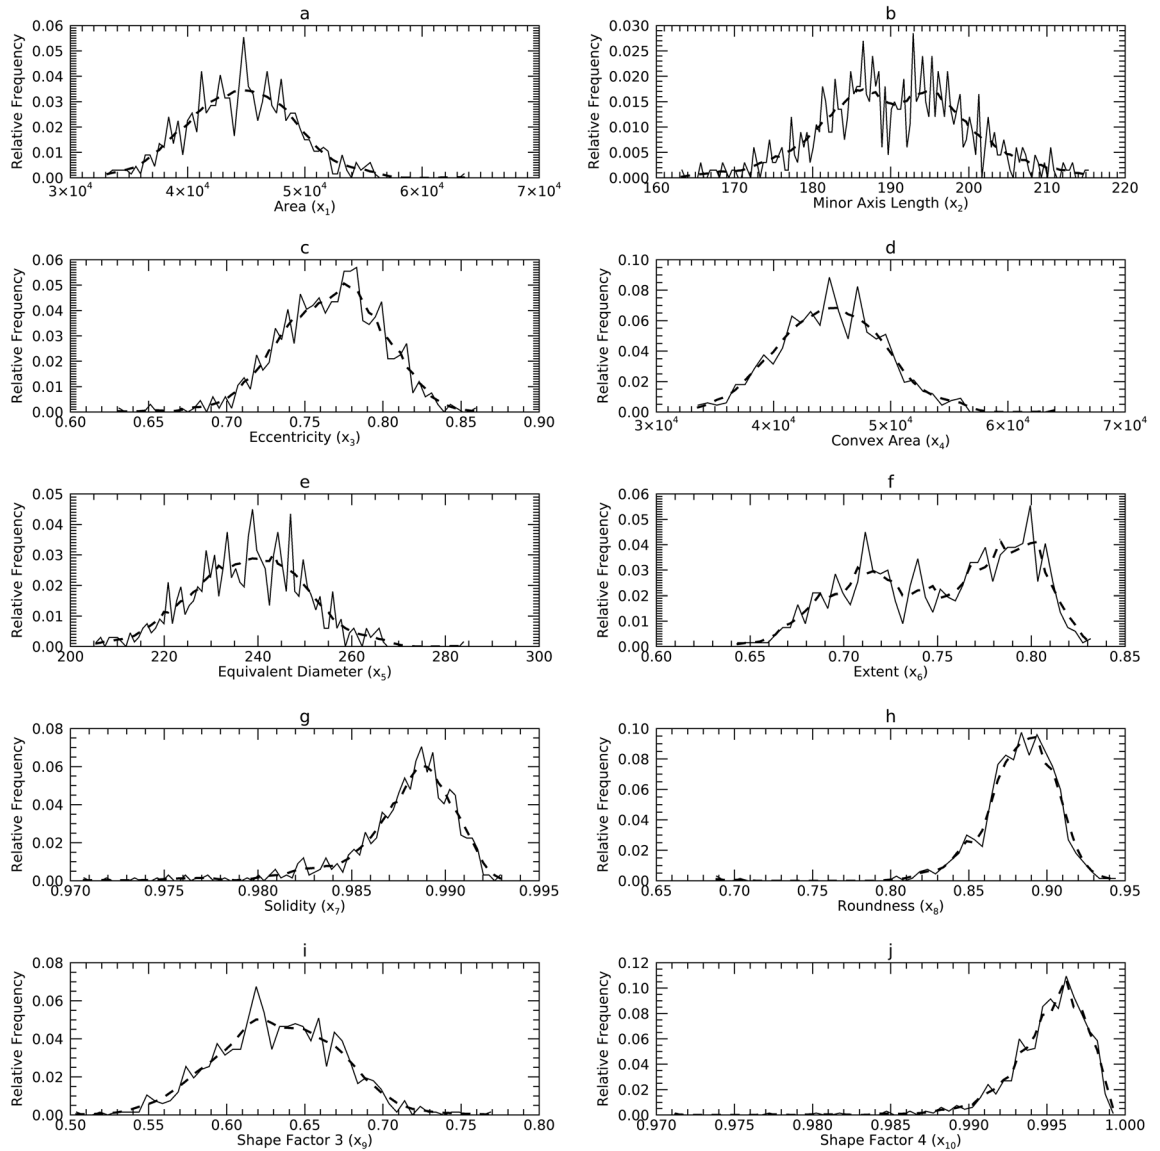 a
0.06
0.05
0.04
0.03
0.02
0.01
0.00
Relative Frequency
3×10⁴ 4×10⁴ 5×10⁴ 6×10⁴ 7×10⁴
Area (x₁)
b
0.030
0.025
0.020
0.015
0.010
0.005
0.000
Relative Frequency
160 170 180 190 200 210 220
Minor Axis Length (x₂)
c
0.06
0.05
0.04
0.03
0.02
0.01
0.00
Relative Frequency
0.60 0.65 0.70 0.75 0.80 0.85 0.90
Eccentricity (x₃)
d
0.10
0.08
0.06
0.04
0.02
0.00
Relative Frequency
3×10⁴ 4×10⁴ 5×10⁴ 6×10⁴ 7×10⁴
Convex Area (x₄)
e
0.05
0.04
0.03
0.02
0.01
0.00
Relative Frequency
200 220 240 260 280 300
Equivalent Diameter (x₅)
f
0.06
0.05
0.04
0.03
0.02
0.01
0.00
Relative Frequency
0.60 0.65 0.70 0.75 0.80 0.85
Extent (x₆)
g
0.08
0.06
0.04
0.02
0.00
Relative Frequency
0.970 0.975 0.980 0.985 0.990 0.995
Solidity (x₇)
h
0.10
0.08
0.06
0.04
0.02
0.00
Relative Frequency
0.65 0.70 0.75 0.80 0.85 0.90 0.95
Roundness (x₈)
i
0.08
0.06
0.04
0.02
0.00
Relative Frequency
0.50 0.55 0.60 0.65 0.70 0.75 0.80
Shape Factor 3 (x₉)
j
0.12
0.10
0.08
0.06
0.04
0.02
0.00
Relative Frequency
0.970 0.975 0.980 0.985 0.990 0.995 1.000
Shape Factor 4 (x₁₀)